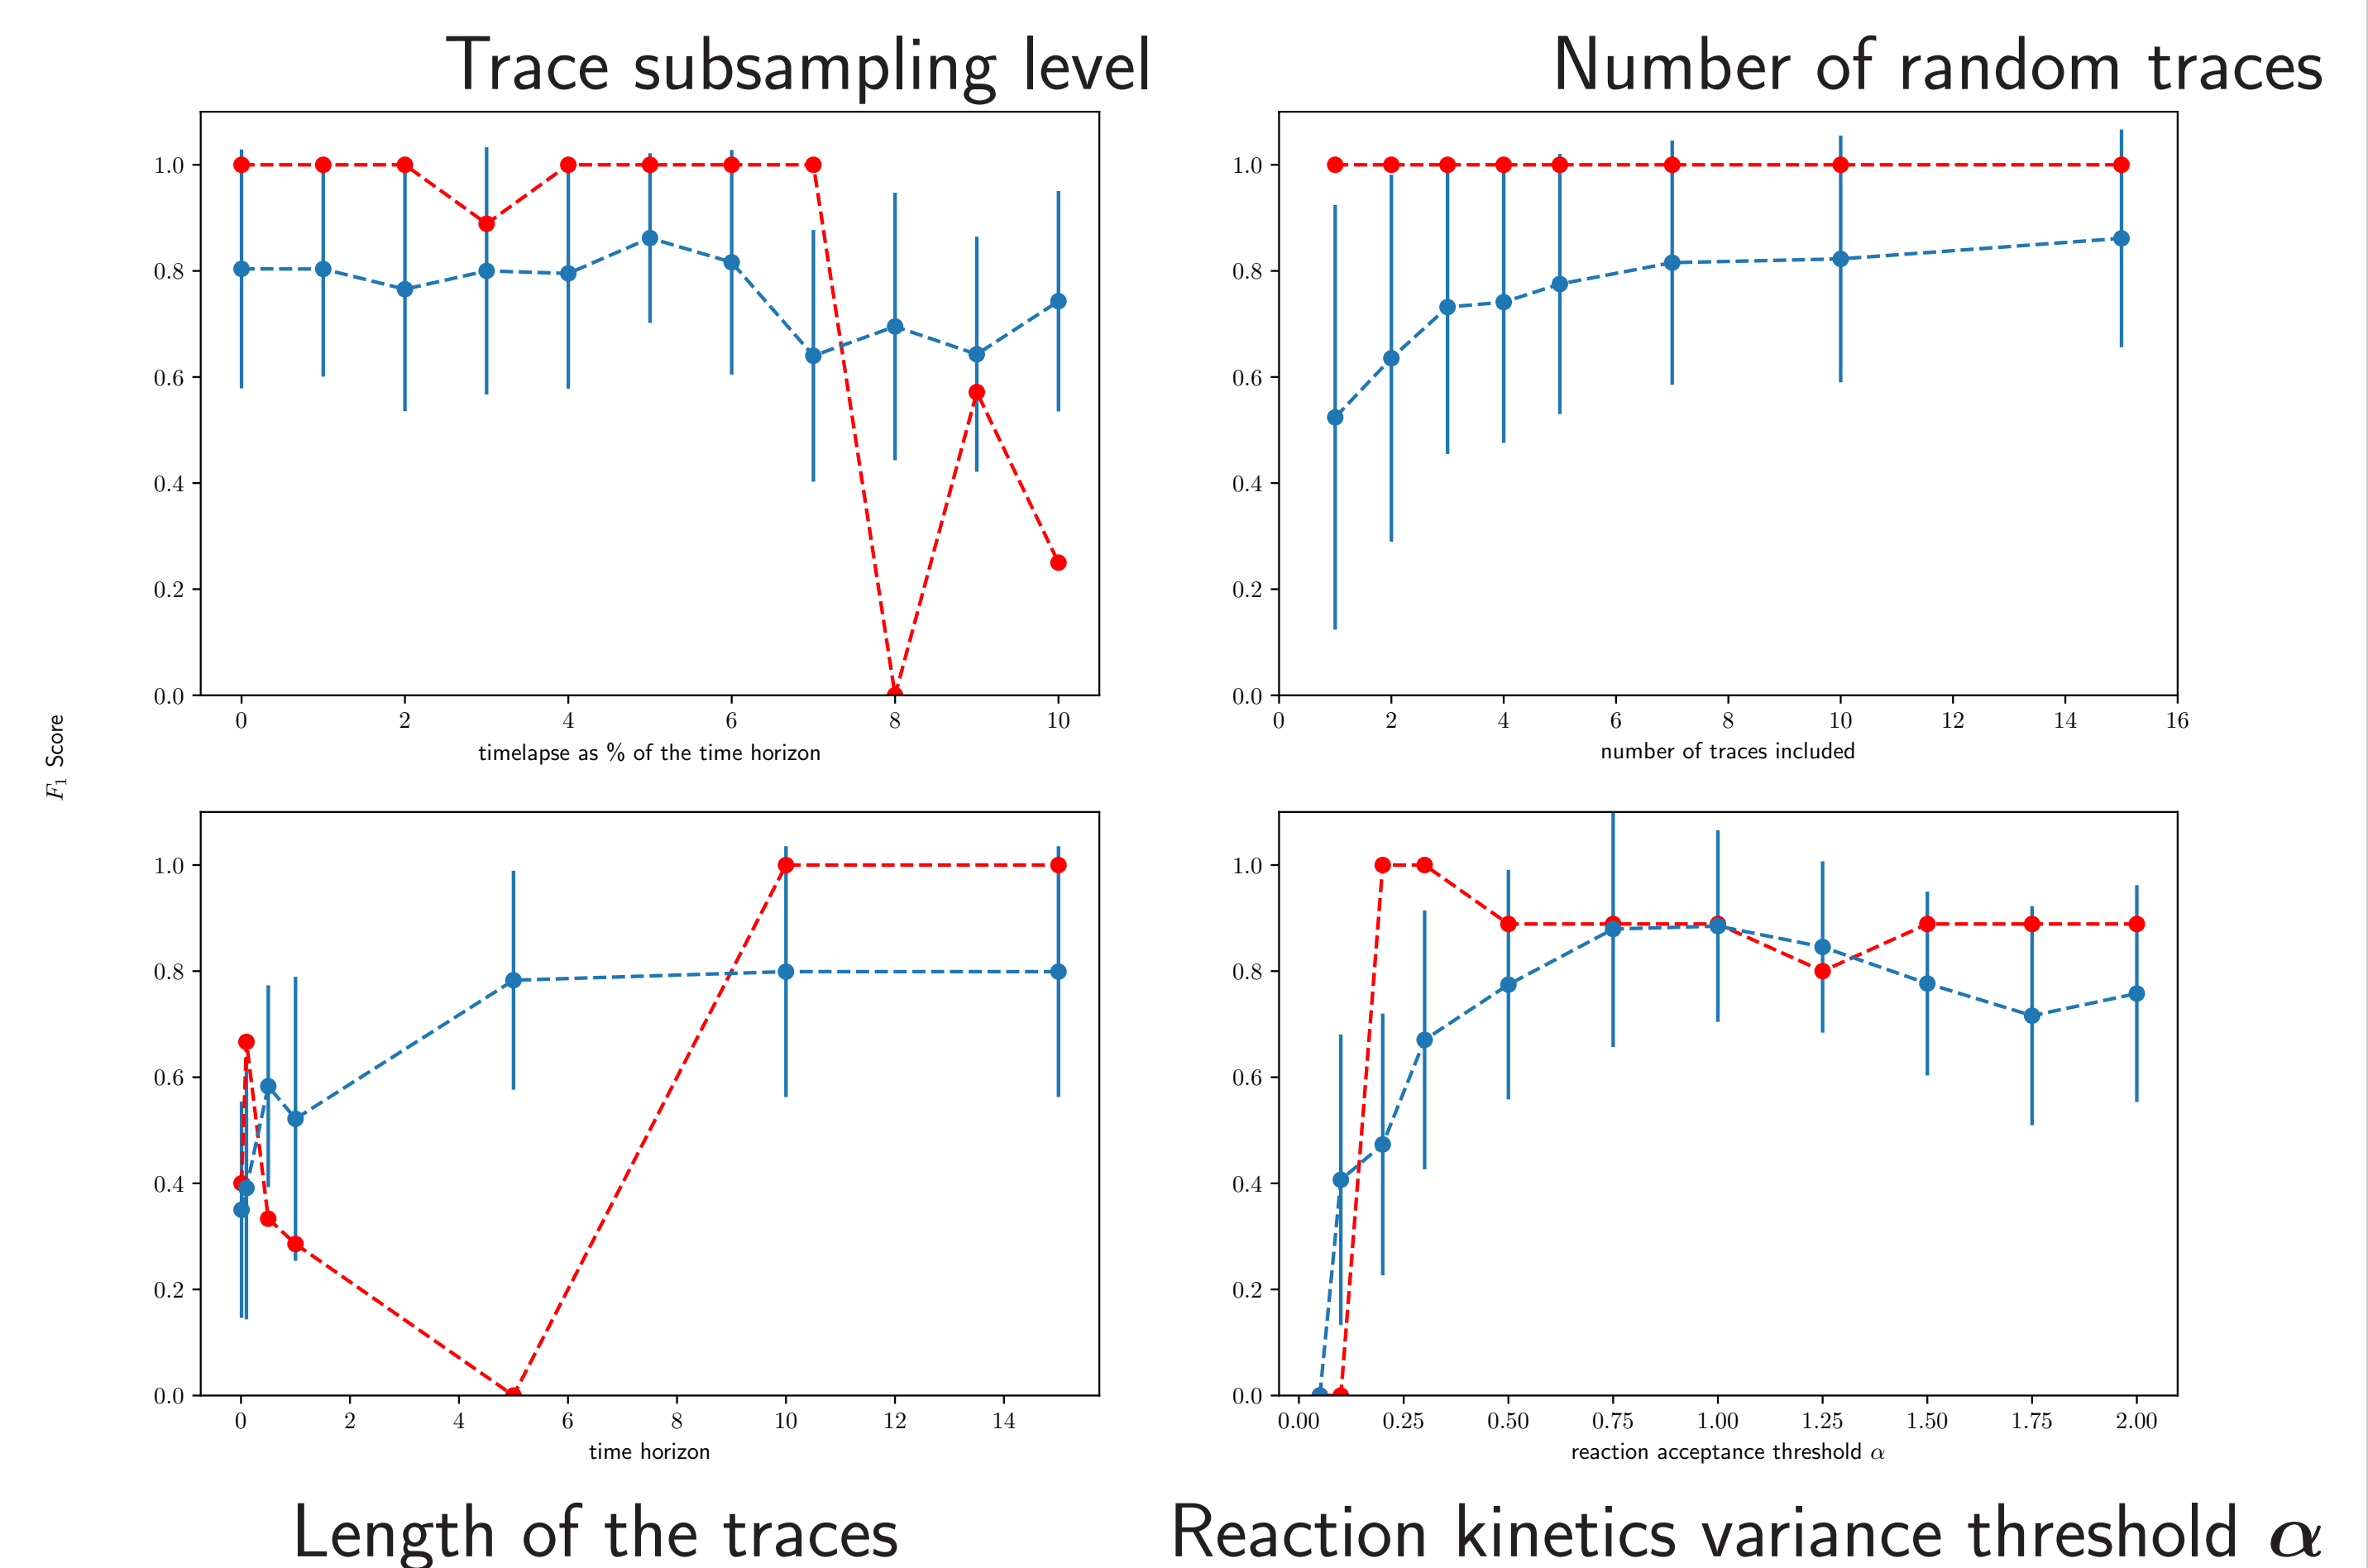 Trace subsampling level
Number of random traces
1.0
0.8
0.6
0.4
0.2
0.0
0 2 4 6 8 10
timelapse as % of the time horizon
1.0
0.8
0.6
0.4
0.2
0.0
0 2 4 6 8 10 12 14 16
number of traces included
F₁ Score
1.0
0.8
0.6
0.4
0.2
0.0
0 2 4 6 8 10 12 14
time horizon
1.0
0.8
0.6
0.4
0.2
0.0
0.00 0.25 0.50 0.75 1.00 1.25 1.50 1.75 2.00
reaction acceptance threshold α
Length of the traces
Reaction kinetics variance threshold α